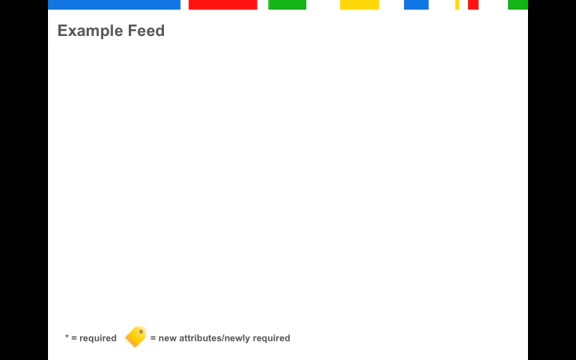 Example Feed
* = required = new attributes/newly required